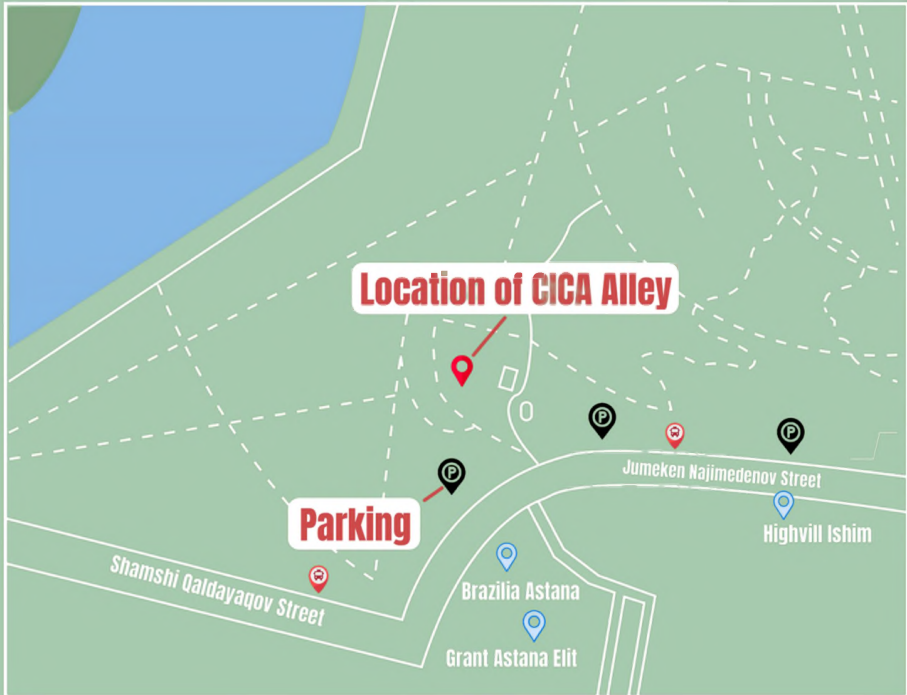 Location of CICA Alley
P
P
Jumeken Najimedenov Street
P
Parking
Highvill Ishim
Shamshi Qaldayaqov Street
Brazilia Astana
Grant Astana Elit